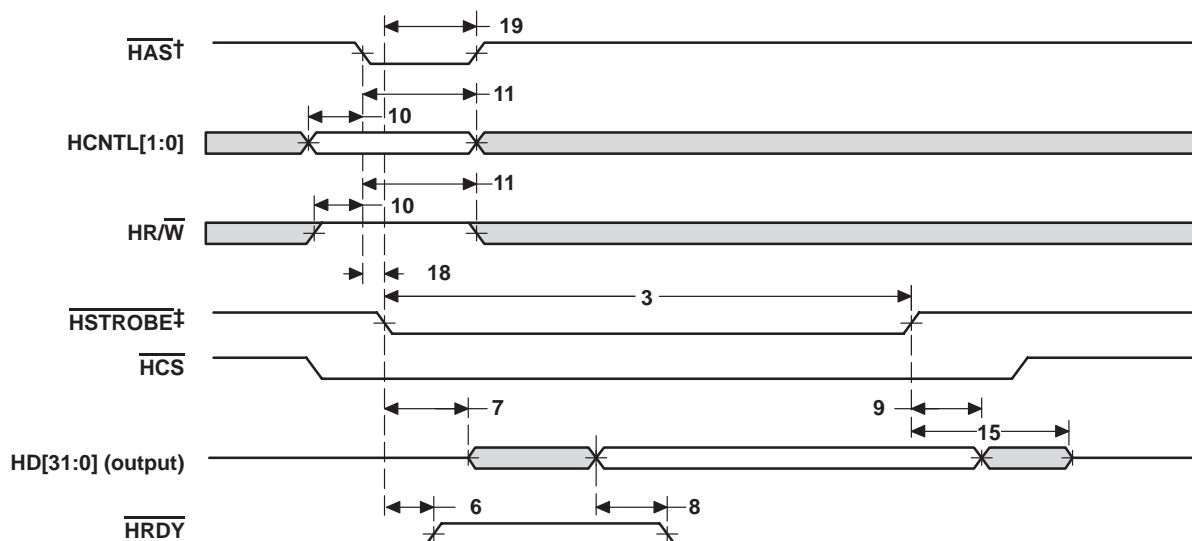 19
HAS†
11
10
HCNTL[1:0]
11
10
HR/W
18
3
HSTROBE‡
HCS
7
9
15
HD[31:0] (output)
6
8
HRDY